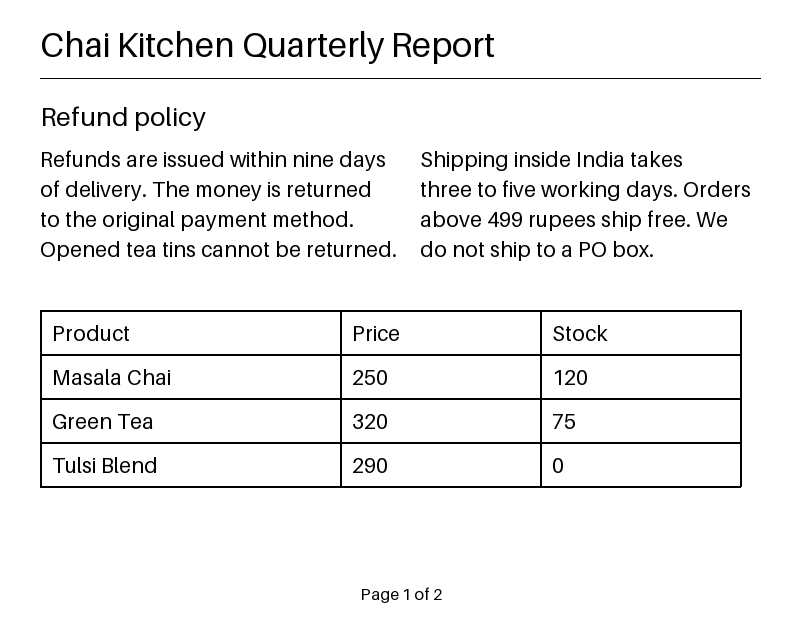 Chai Kitchen Quarterly Report
Refund policy
Refunds are issued within nine days
of delivery. The money is returned
to the original payment method.
Opened tea tins cannot be returned.
Shipping inside India takes
three to five working days. Orders
above 499 rupees ship free. We
do not ship to a PO box.
Product Price Stock
Masala Chai 250 120
Green Tea 320 75
Tulsi Blend 290 0
Page 1 of 2